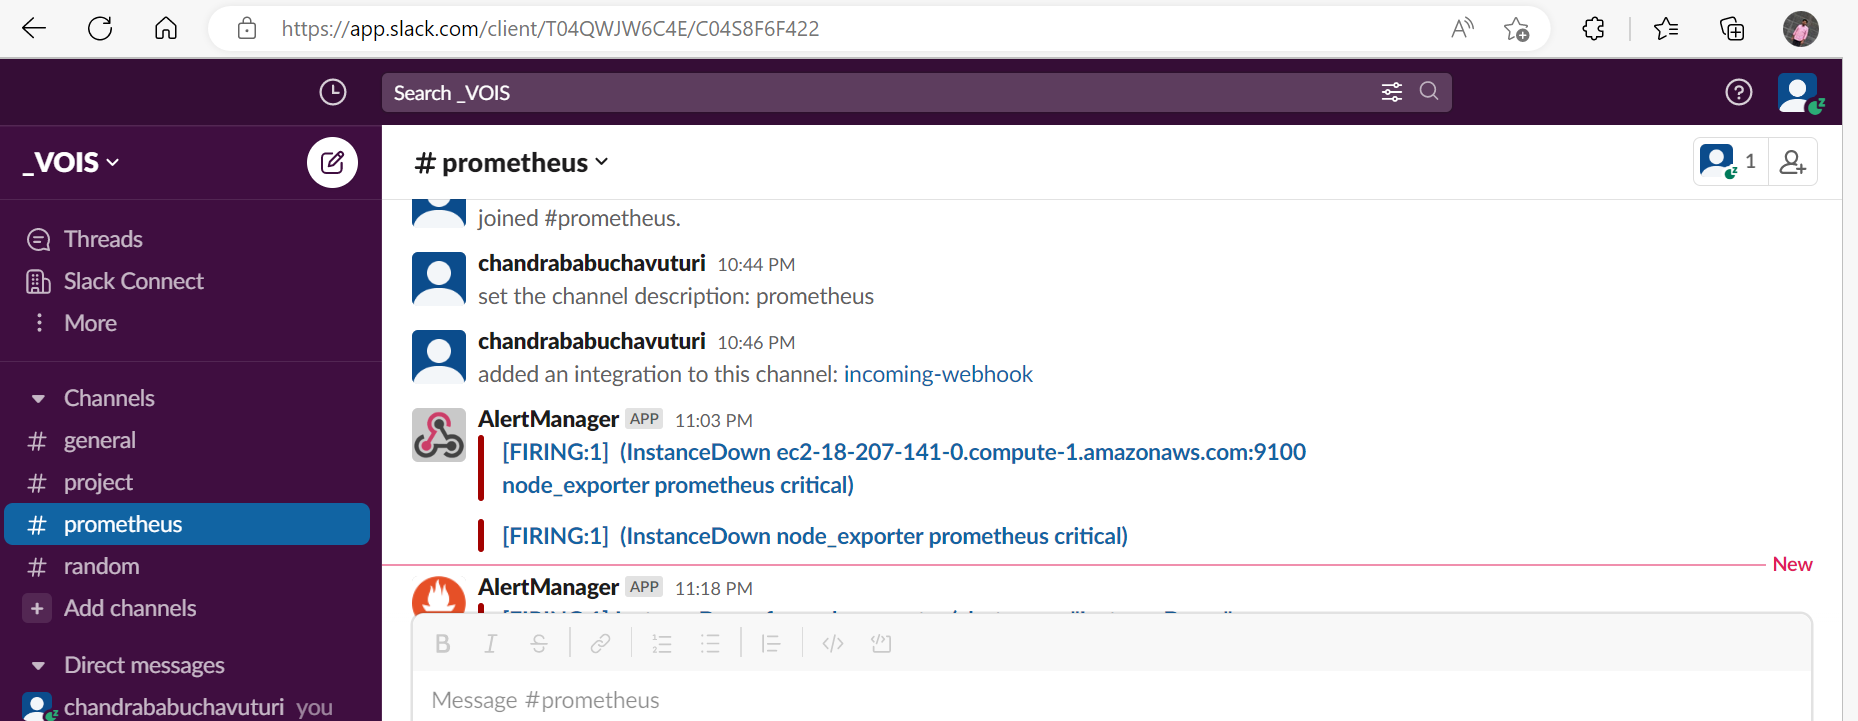 https://app.slack.com/client/T04QWJW6C4E/C04S8F6F422
Search _VOIS
_VOIS
# prometheus
1
Threads
Slack Connect
More
Channels
# general
# project
# prometheus
# random
+ Add channels
Direct messages
chandrababuchavuturi you
joined #prometheus.
chandrababuchavuturi 10:44 PM
set the channel description: prometheus
chandrababuchavuturi 10:46 PM
added an integration to this channel: incoming-webhook
AlertManager APP 11:03 PM
[FIRING:1] (InstanceDown ec2-18-207-141-0.compute-1.amazonaws.com:9100
node_exporter prometheus critical)
[FIRING:1] (InstanceDown node_exporter prometheus critical)
New
AlertManager APP 11:18 PM
B I S
Message #prometheus